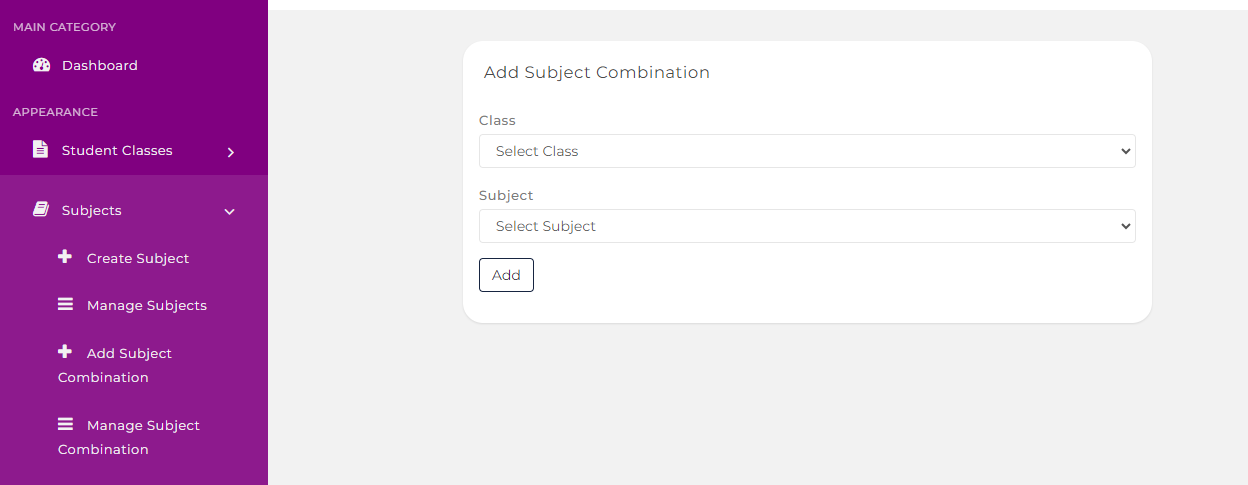 MAIN CATEGORY
Dashboard
APPEARANCE
Student Classes
Subjects
Create Subject
Manage Subjects
Add Subject
Combination
Manage Subject
Combination
Add Subject Combination
Class
Select Class
Subject
Select Subject
Add